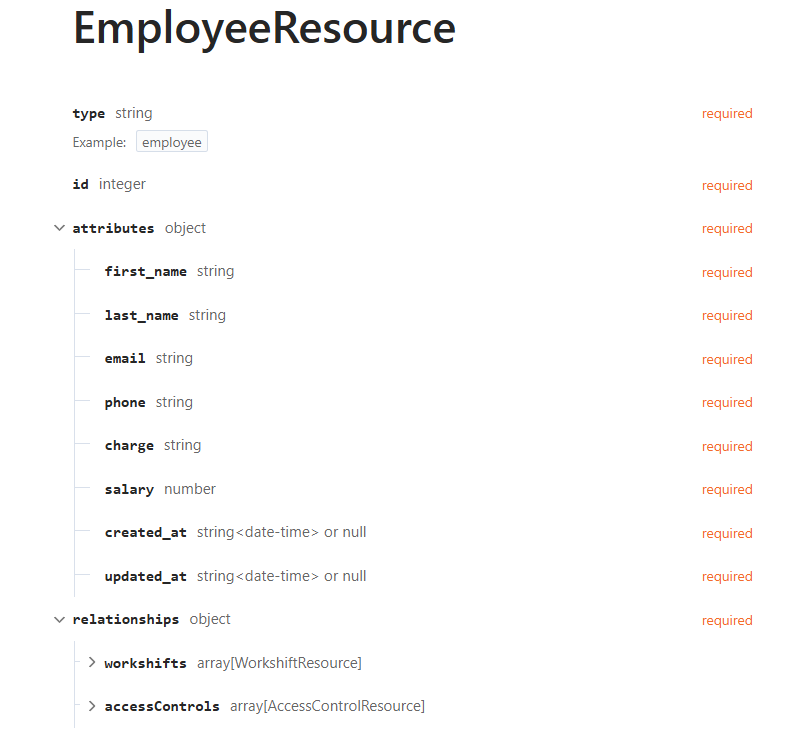 EmployeeResource
type string required
Example: employee
id integer required
attributes object required
first_name string required
last_name string required
email string required
phone string required
charge string required
salary number required
created_at string<date-time> or null required
updated_at string<date-time> or null required
relationships object required
workshifts array[WorkshiftResource]
accessControls array[AccessControlResource]